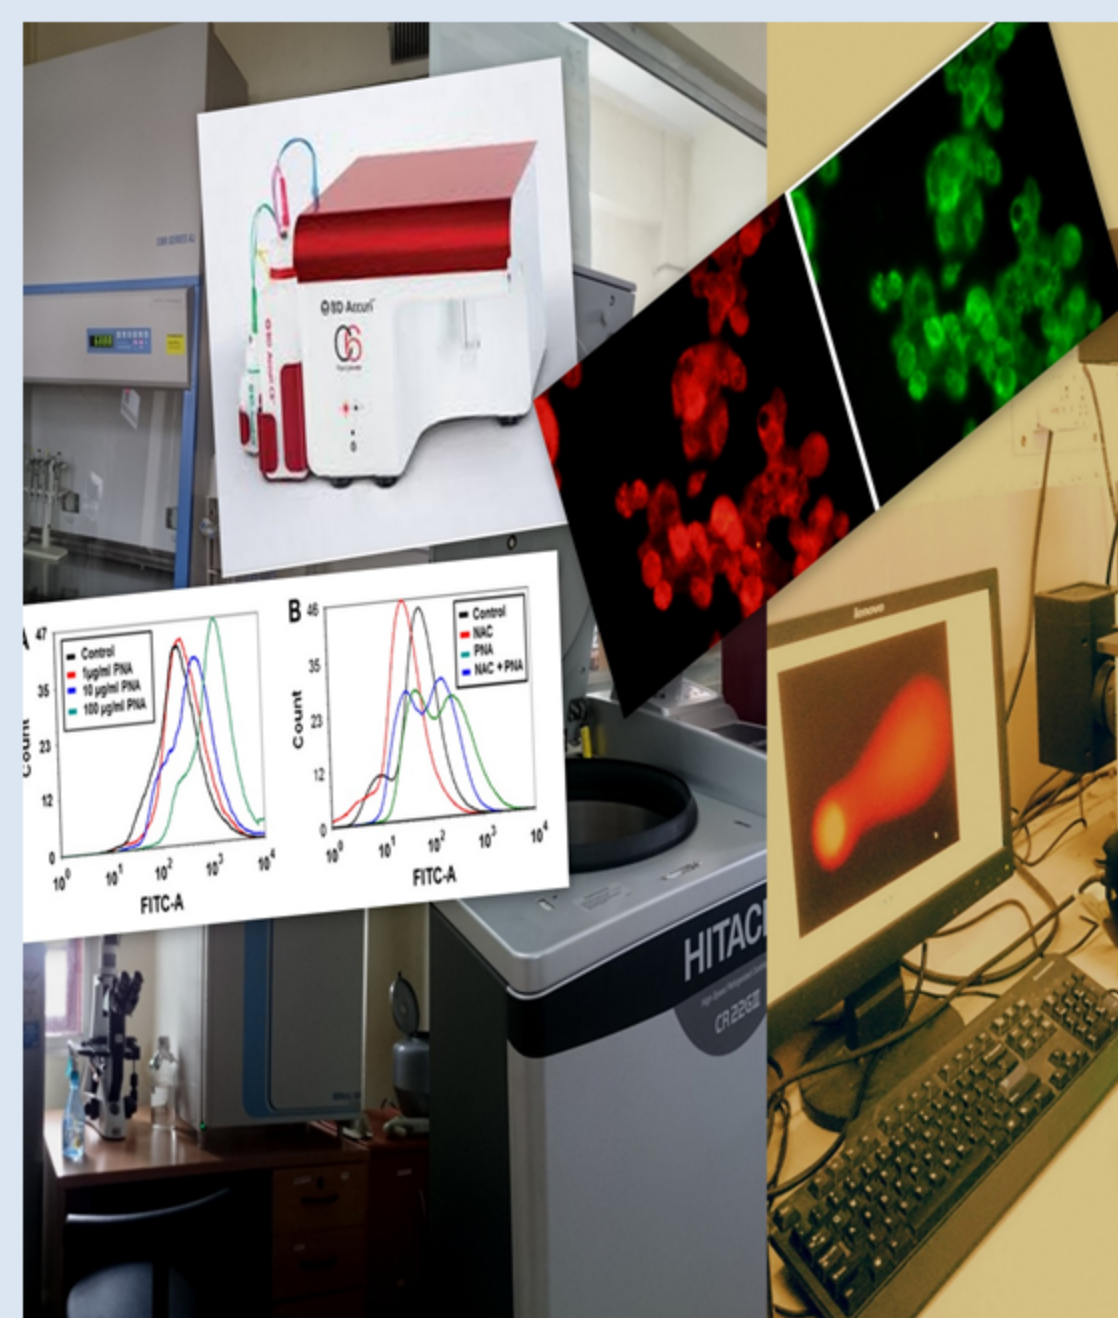 BD Accuri
C6
A
47
35
23
12
0
Count
Control
1µg/ml PNA
10 µg/ml PNA
100 µg/ml PNA
10⁰ 10¹ 10² 10³ 10⁴
FITC-A
B
46
35
23
12
0
Count
Control
NAC
PNA
NAC + PNA
10⁰ 10¹ 10² 10³ 10⁴
FITC-A
lenovo
HITACH
CR22GIII